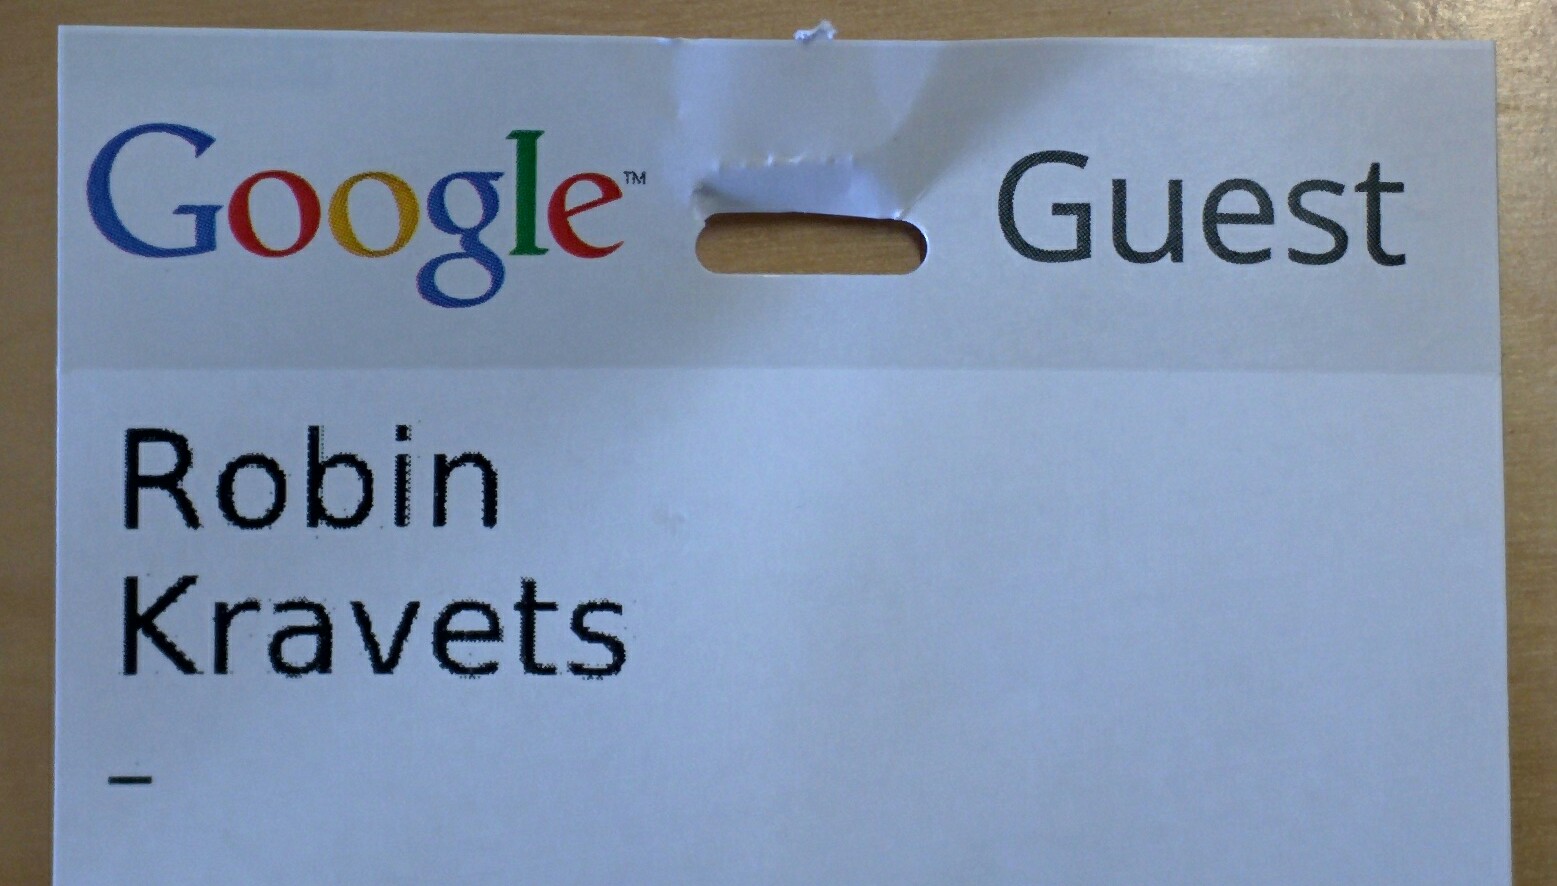 Google™ Guest
Robin
Kravets
–